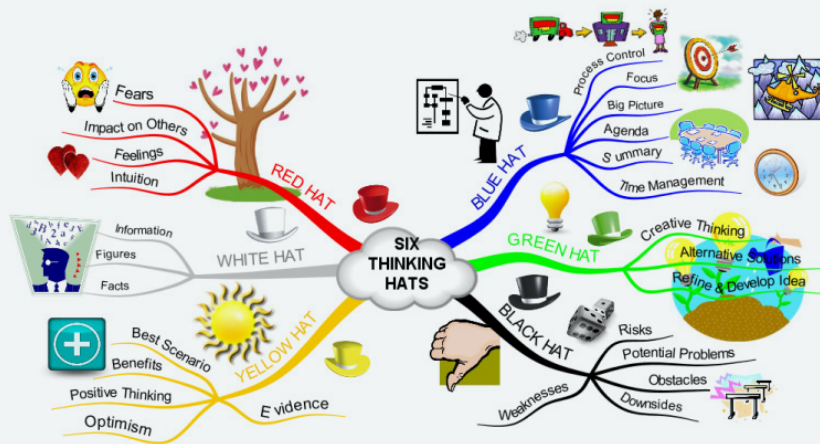 SIX
THINKING
HATS
BLUE HAT
Process Control
Focus
Big Picture
Agenda
Summary
Time Management
GREEN HAT
Creative Thinking
Alternative Solutions
Refine & Develop Idea
BLACK HAT
Risks
Potential Problems
Obstacles
Downsides
Weaknesses
YELLOW HAT
Best Scenario
Benefits
Positive Thinking
Optimism
Evidence
WHITE HAT
Information
Figures
Facts
RED HAT
Fears
Impact on Others
Feelings
Intuition